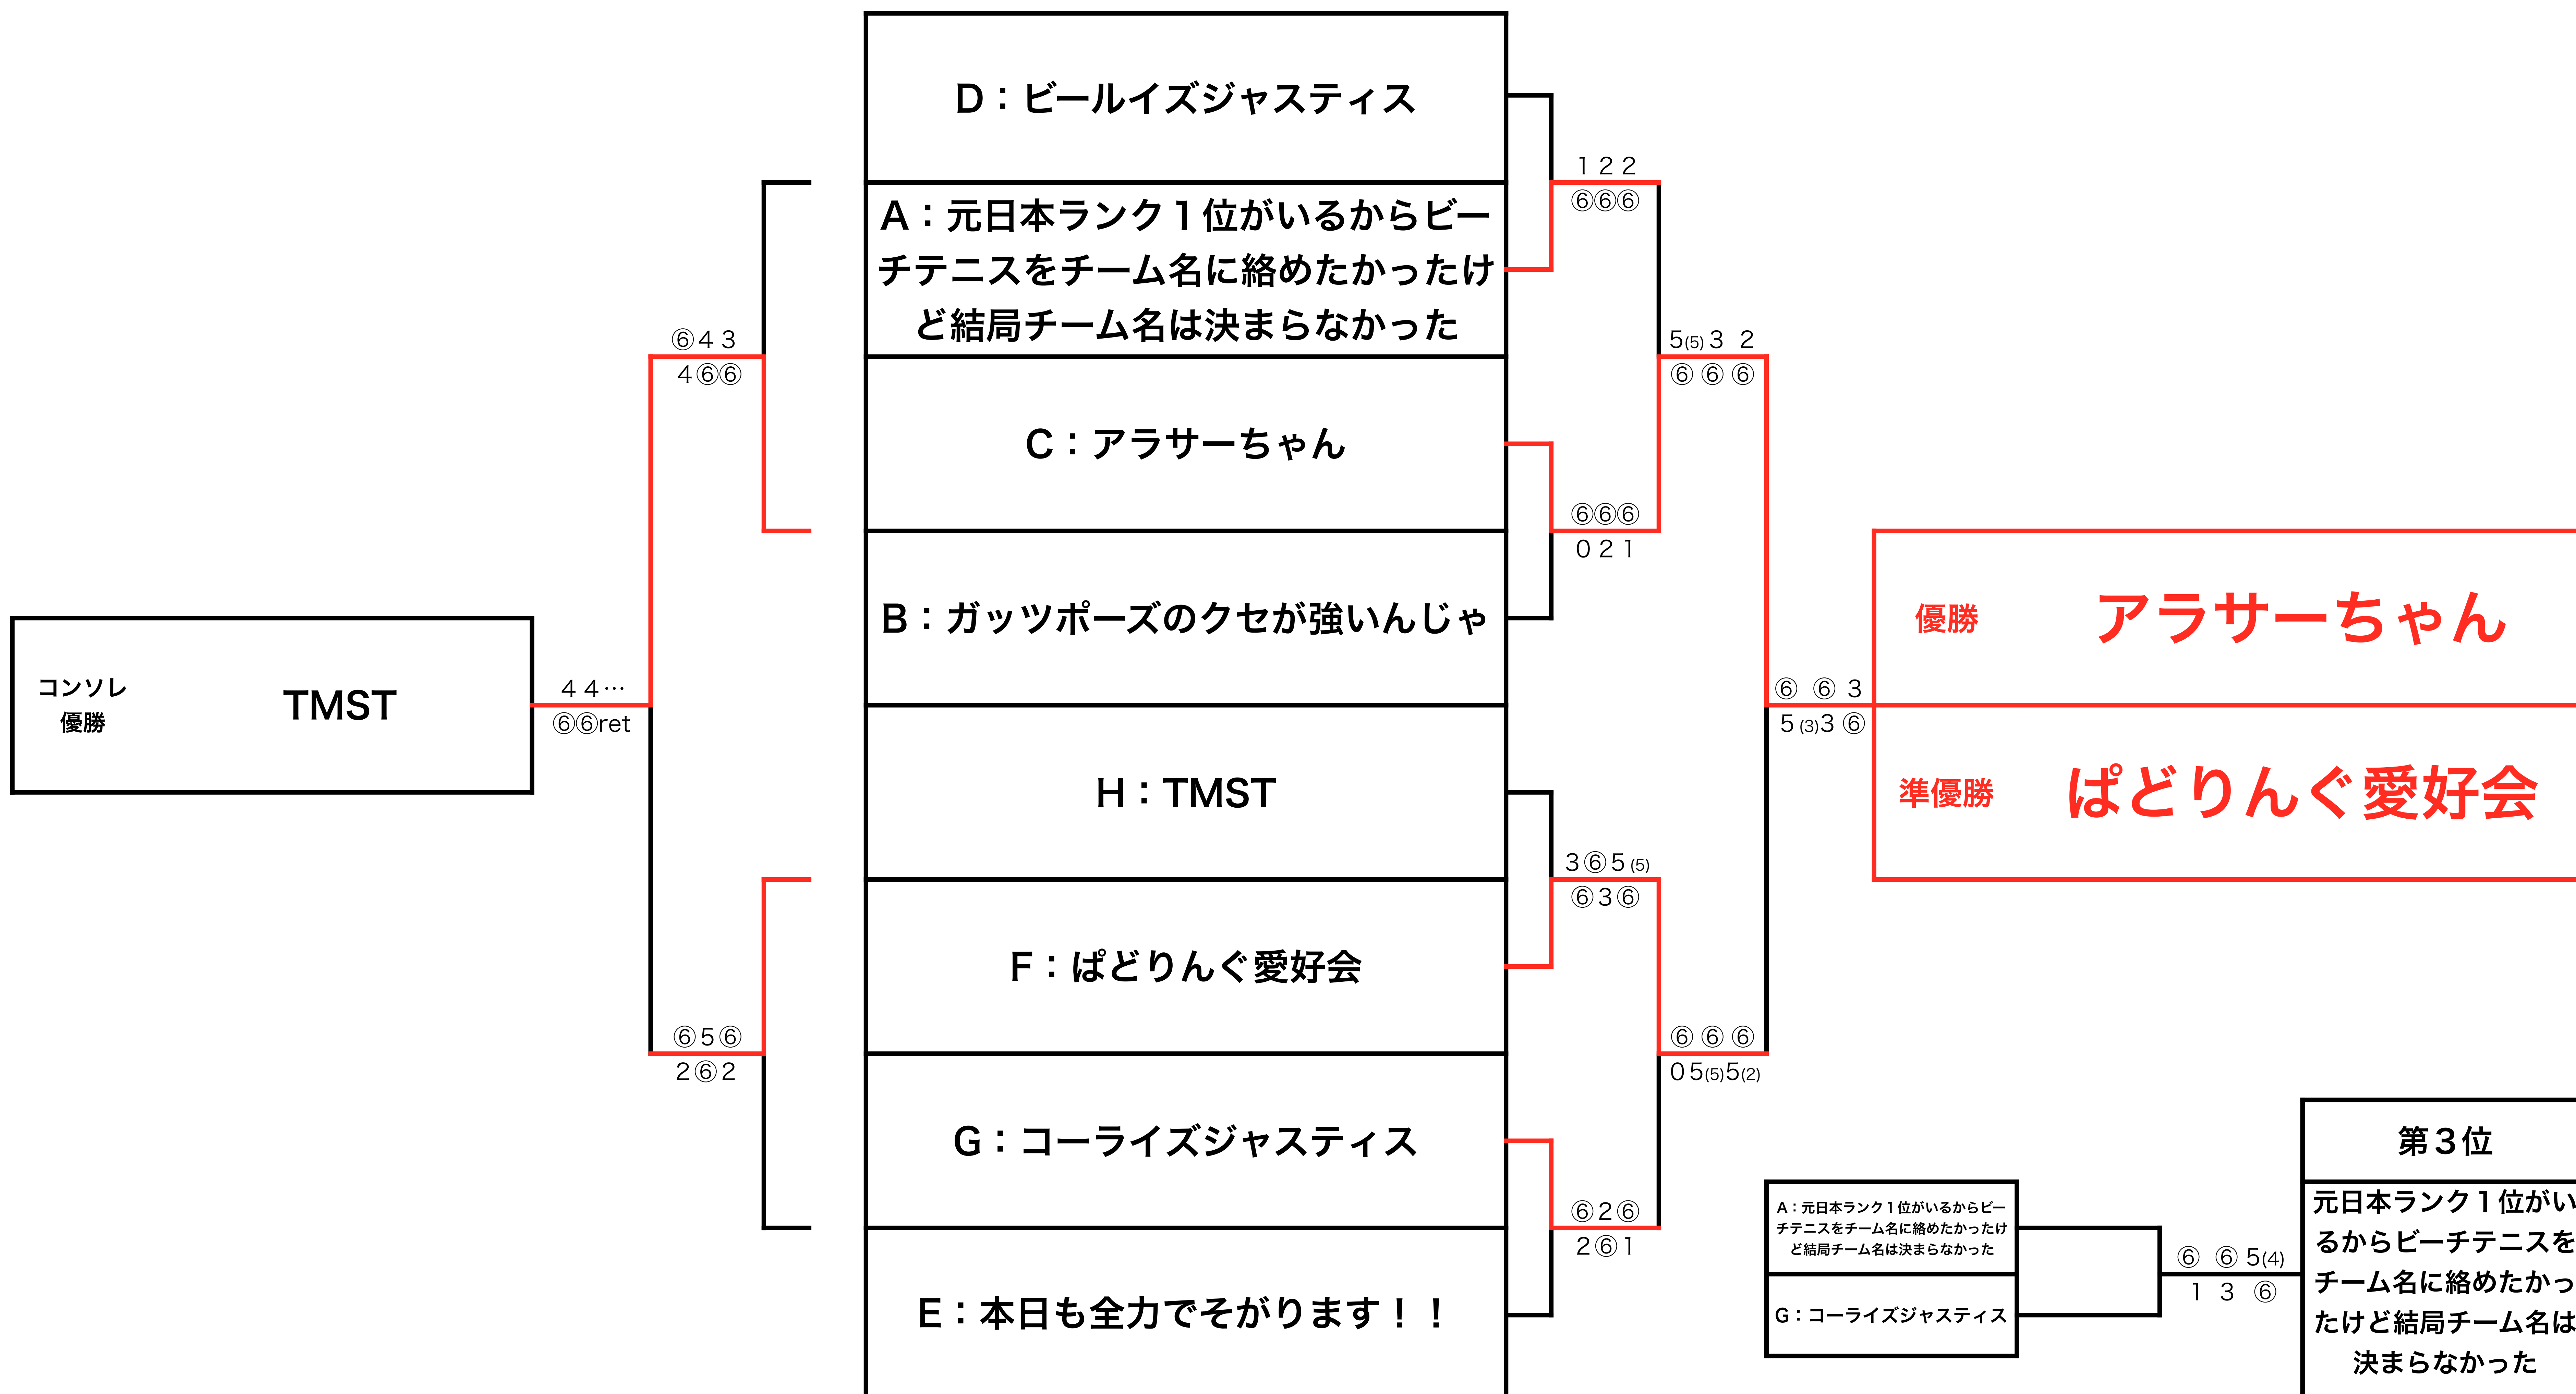 D：ビールイズジャスティス
1 2 2
⑥⑥⑥
A：元日本ランク１位がいるからビー
チテニスをチーム名に絡めたかったけ
ど結局チーム名は決まらなかった
⑥4 3
4⑥⑥
5(5)3 2
⑥ ⑥ ⑥
C：アラサーちゃん
⑥⑥⑥
0 2 1
B：ガッツポーズのクセが強いんじゃ
優勝 アラサーちゃん
コンソレ
優勝
TMST
4 4…
⑥⑥ret
⑥ ⑥ 3
5(3)3 ⑥
H：TMST
準優勝 ぱどりんぐ愛好会
3⑥5(5)
⑥3⑥
F：ぱどりんぐ愛好会
⑥5⑥
2⑥2
⑥ ⑥ ⑥
0 5(5)5(2)
G：コーライズジャスティス
第３位
⑥2⑥
2⑥1
E：本日も全力でそがります！！
A：元日本ランク１位がいるからビー
チテニスをチーム名に絡めたかったけ
ど結局チーム名は決まらなかった
G：コーライズジャスティス
⑥ ⑥ 5(4)
1 3 ⑥
元日本ランク１位がい
るからビーチテニスを
チーム名に絡めたかっ
たけど結局チーム名は
決まらなかった